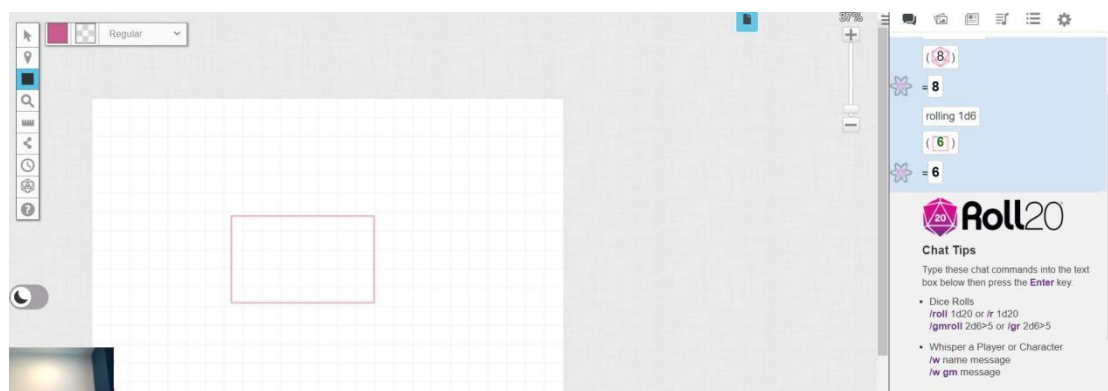 Regular
37%
(8)
= 8
rolling 1d6
(6)
= 6
20 Roll20
Chat Tips
Type these chat commands into the text
box below then press the Enter key.
• Dice Rolls
/roll 1d20 or /r 1d20
/gmroll 2d6>5 or /gr 2d6>5
• Whisper a Player or Character
/w name message
/w gm message